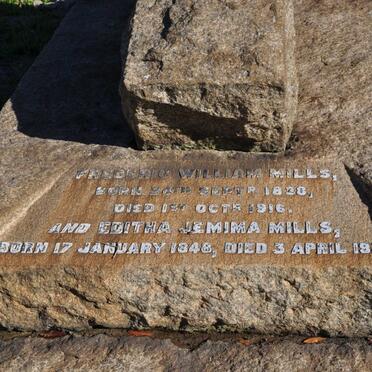 FREDERIC WILLIAM MILLS,
BORN 24TH SEPTR 1838,
DIED 1ST OCTR 1916.
AND EDITHA JEMIMA MILLS,
BORN 17 JANUARY 1848, DIED 3 APRIL